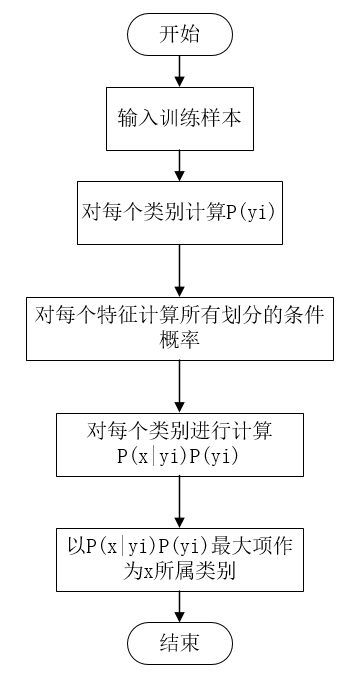 开始
输入训练样本
对每个类别计算P(yi)
对每个特征计算所有划分的条件
概率
对每个类别进行计算
P(x|yi)P(yi)
以P(x|yi)P(yi)最大项作
为x所属类别
结束